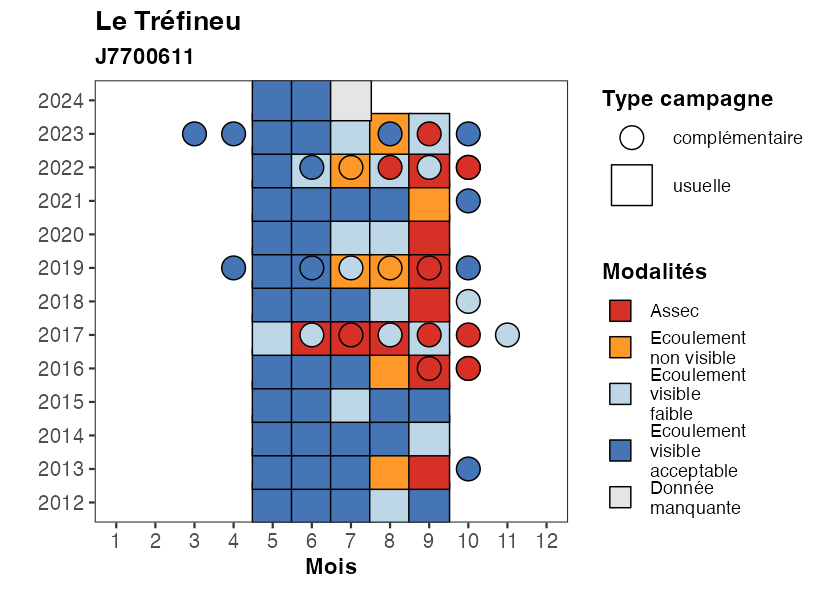 Le Tréfineu
J7700611
2024
2023
2022
2021
2020
2019
2018
2017
2016
2015
2014
2013
2012
1 2 3 4 5 6 7 8 9 10 11 12
Mois
Type campagne
complémentaire
usuelle
Modalités
Assec
Ecoulement
non visible
Ecoulement
visible
faible
Ecoulement
visible
acceptable
Donnée
manquante